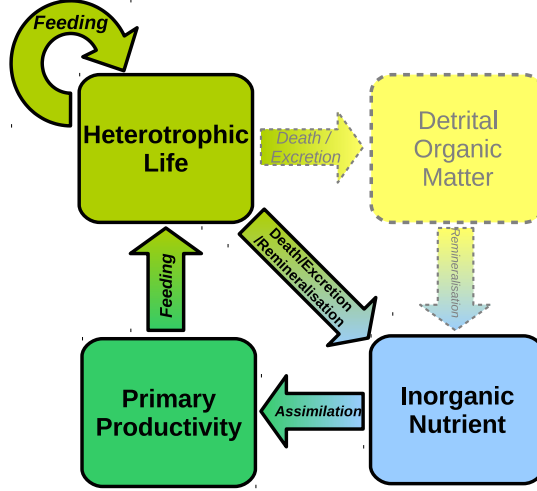 Feeding
Heterotrophic
Life
Death /
Excretion
Detrital
Organic
Matter
Death/Excretion
/Remineralisation
Remineralisation
Feeding
Primary
Productivity
Assimilation
Inorganic
Nutrient